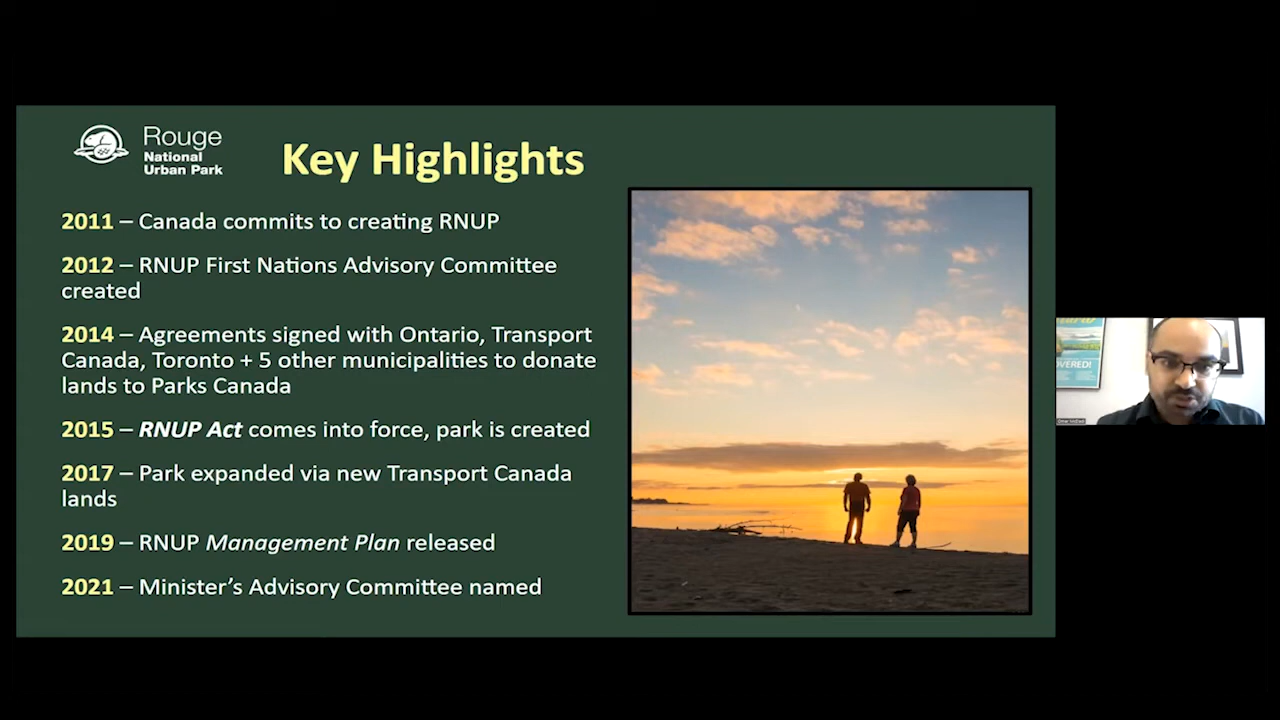 Rouge
National
Urban Park
Key Highlights
2011 – Canada commits to creating RNUP
2012 – RNUP First Nations Advisory Committee
created
2014 – Agreements signed with Ontario, Transport
Canada, Toronto + 5 other municipalities to donate
lands to Parks Canada
2015 – RNUP Act comes into force, park is created
2017 – Park expanded via new Transport Canada
lands
2019 – RNUP Management Plan released
2021 – Minister’s Advisory Committee named